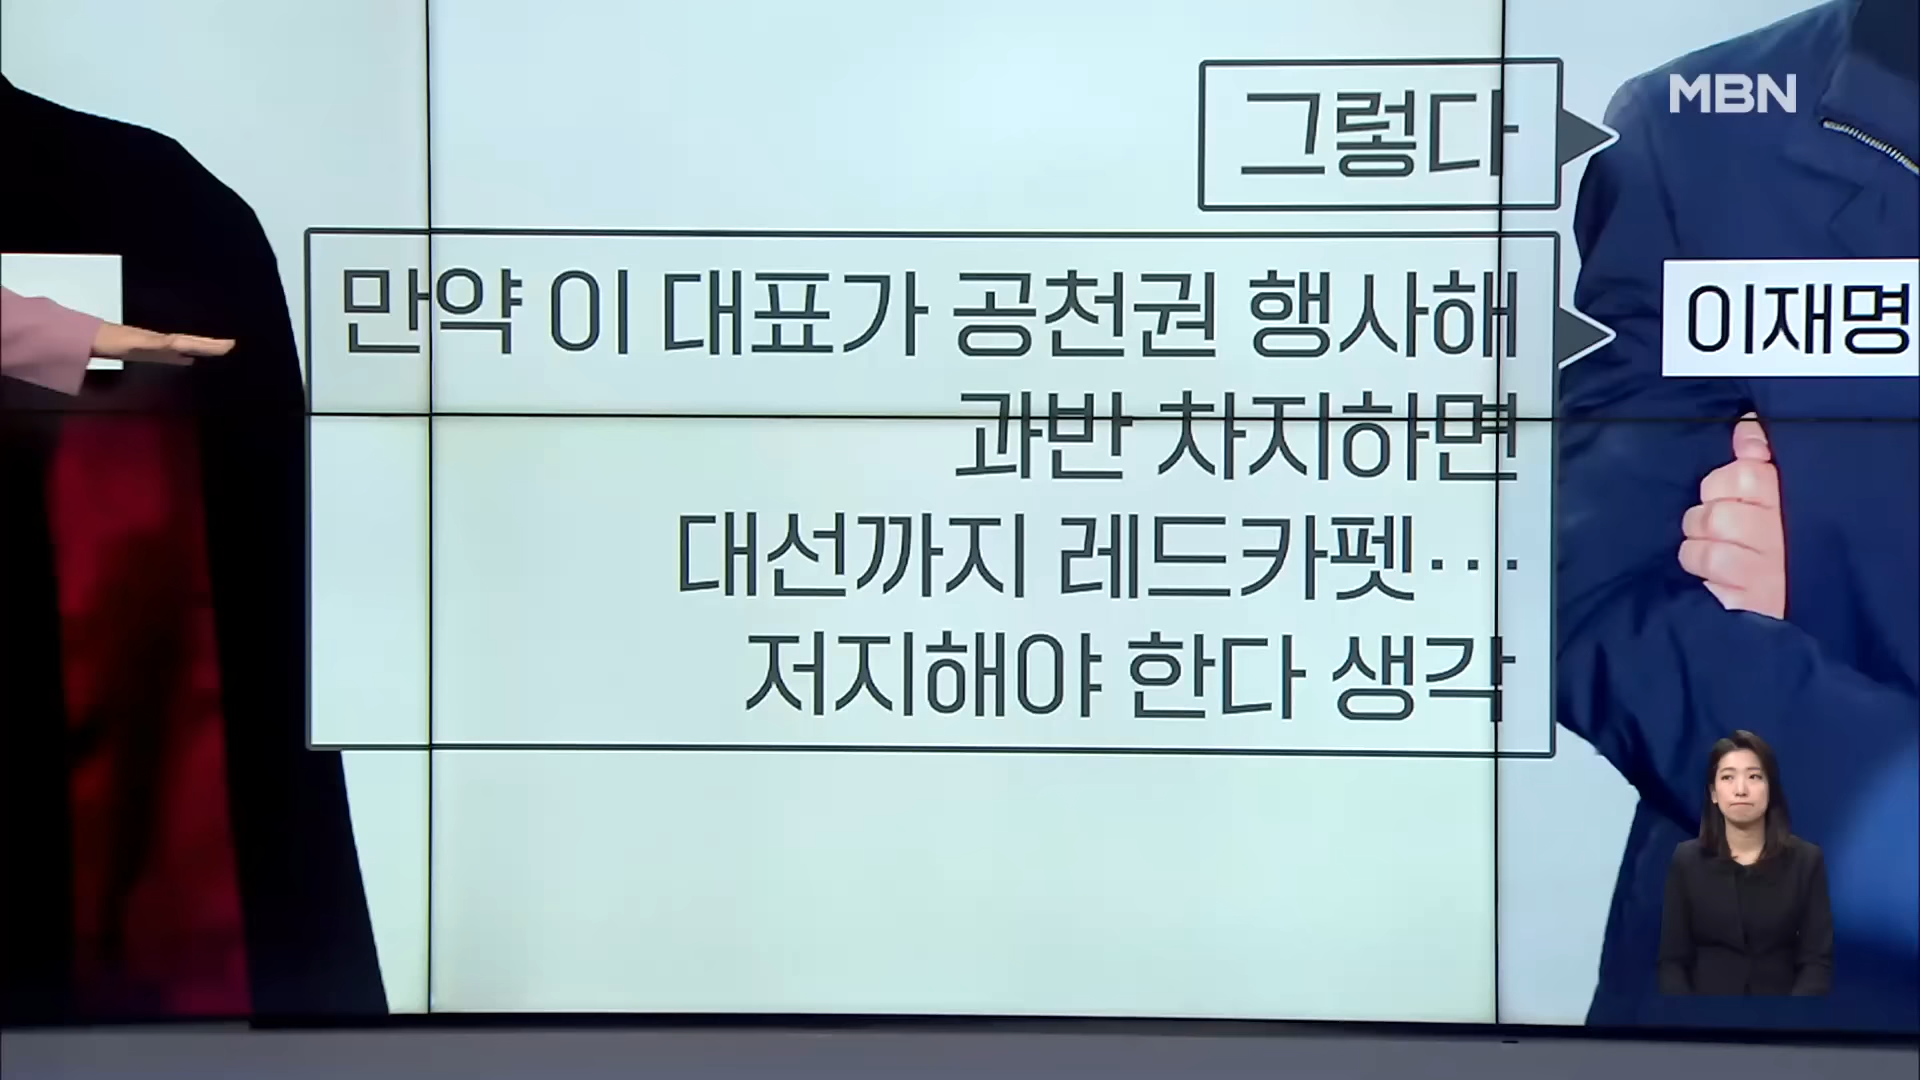 MBN
그렇다
만약 이 대표가 공천권 행사해
과반 차지하면
대선까지 레드카펫…
저지해야 한다 생각
이재명